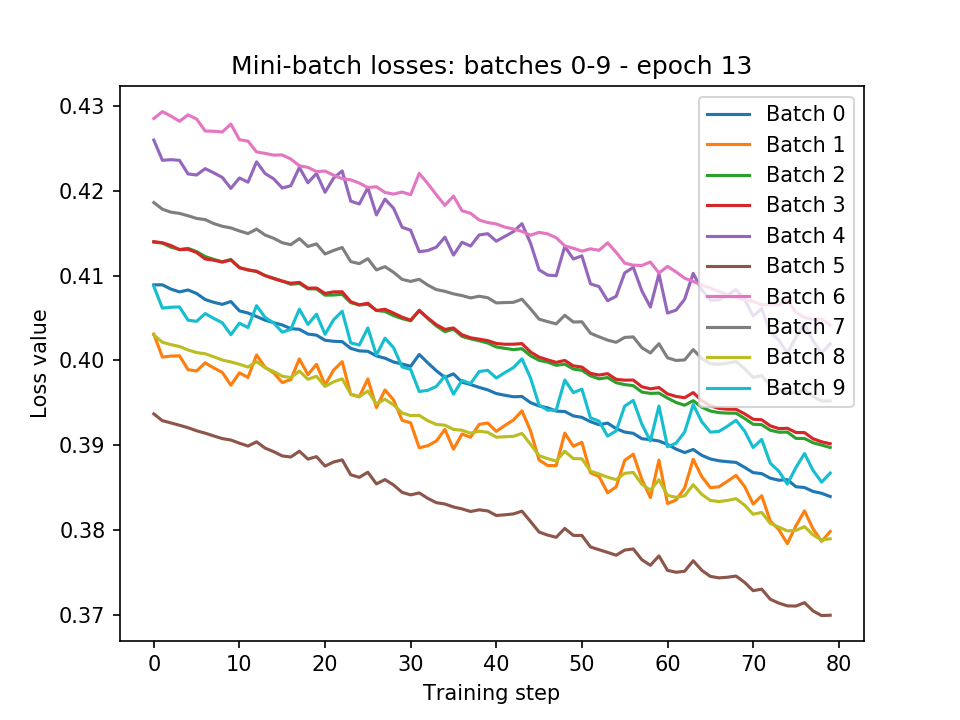 Mini-batch losses: batches 0-9 - epoch 13
0.43
0.42
0.41
0.40
0.39
0.38
0.37
Loss value
0 10 20 30 40 50 60 70 80
Training step
Batch 0
Batch 1
Batch 2
Batch 3
Batch 4
Batch 5
Batch 6
Batch 7
Batch 8
Batch 9